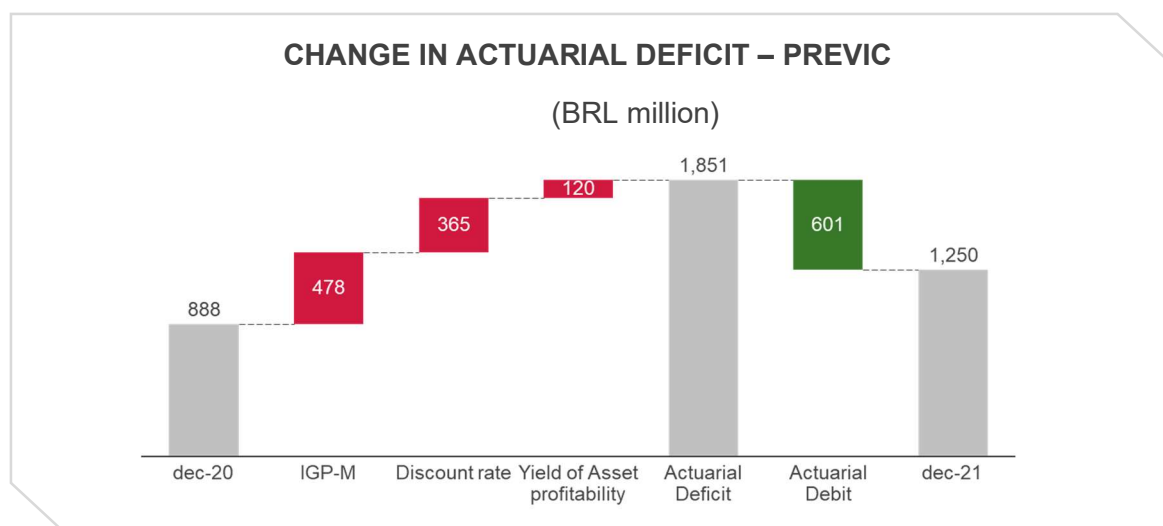 CHANGE IN ACTUARIAL DEFICIT – PREVIC
(BRL million)
888
478
365
120
1,851
601
1,250
dec-20
IGP-M
Discount rate
Yield of Asset
profitability
Actuarial
Deficit
Actuarial
Debit
dec-21